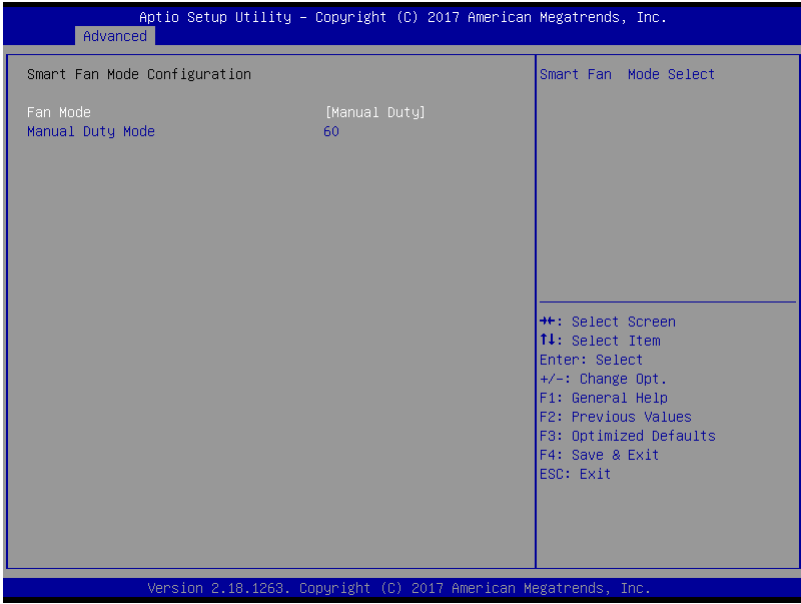 Aptio Setup Utility – Copyright (C) 2017 American Megatrends, Inc.
Advanced
Smart Fan Mode Configuration
Fan Mode [Manual Duty]
Manual Duty Mode 60
Smart Fan Mode Select
→←: Select Screen
↑↓: Select Item
Enter: Select
+/-: Change Opt.
F1: General Help
F2: Previous Values
F3: Optimized Defaults
F4: Save & Exit
ESC: Exit
Version 2.18.1263. Copyright (C) 2017 American Megatrends, Inc.